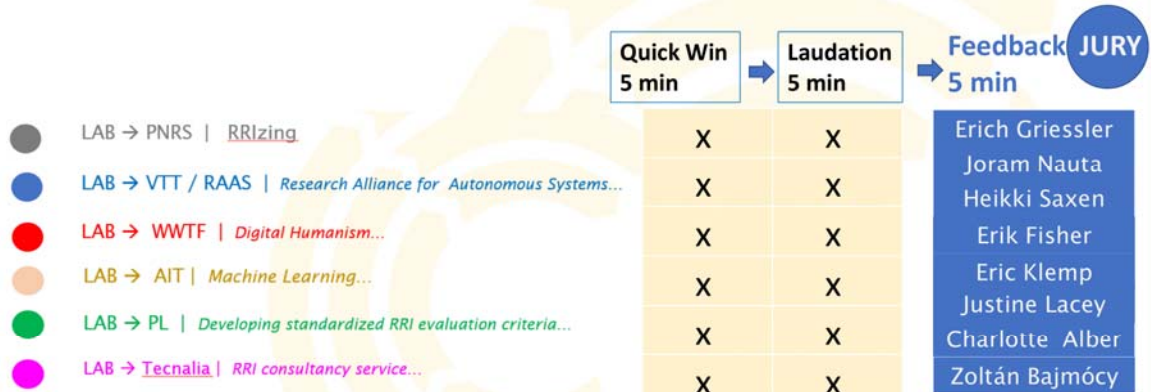 Quick Win
5 min
Laudation
5 min
Feedback
5 min
JURY
LAB → PNRS | RRIzing
X X
Erich Griessler
Joram Nauta
LAB → VTT / RAAS | Research Alliance for Autonomous Systems...
X X
Heikki Saxen
LAB → WWTF | Digital Humanism...
X X
Erik Fisher
LAB → AIT | Machine Learning...
X X
Eric Klemp
Justine Lacey
LAB → PL | Developing standardized RRI evaluation criteria...
X X
Charlotte Alber
LAB → Tecnalia | RRI consultancy service...
X X
Zoltán Bajmócy